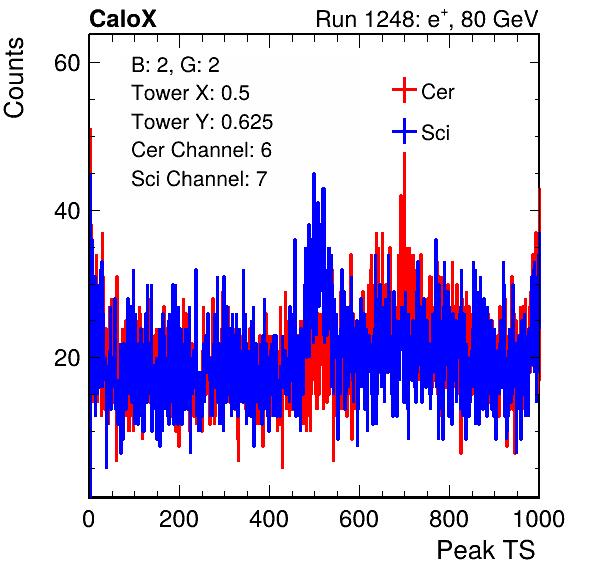 CaloX
Run 1248: e+, 80 GeV
Counts
B: 2, G: 2
Tower X: 0.5
Tower Y: 0.625
Cer Channel: 6
Sci Channel: 7
Cer
Sci
60
40
20
0 200 400 600 800 1000
Peak TS